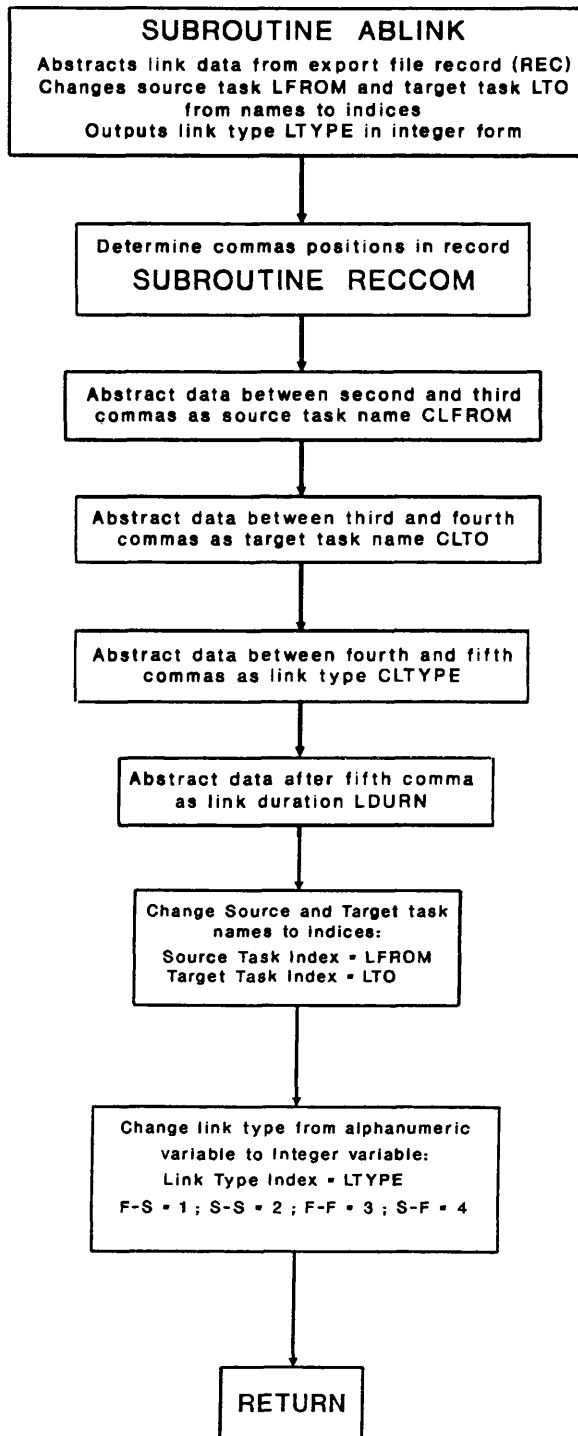 SUBROUTINE ABLINK
Abstracts link data from export file record (REC)
Changes source task LFROM and target task LTO
from names to indices
Outputs link type LTYPE in integer form
Determine commas positions in record
SUBROUTINE RECCOM
Abstract data between second and third
commas as source task name CLFROM
Abstract data between third and fourth
commas as target task name CLTO
Abstract data between fourth and fifth
commas as link type CLTYPE
Abstract data after fifth comma
as link duration LDURN
Change Source and Target task
names to indices:
Source Task Index = LFROM
Target Task Index = LTO
Change link type from alphanumeric
variable to Integer variable:
Link Type Index = LTYPE
F-S = 1 ; S-S = 2 ; F-F = 3 ; S-F = 4
RETURN